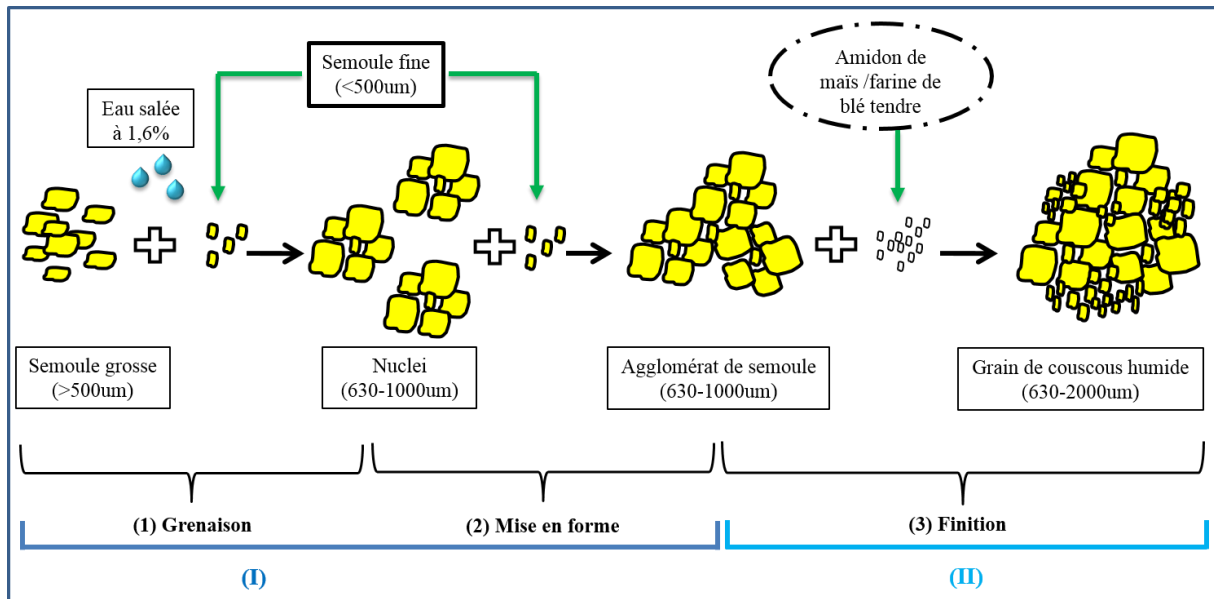 Semoule fine
(<500um)
Amidon de
maïs /farine de
blé tendre
Eau salée
à 1,6%
Semoule grosse
(>500um)
Nuclei
(630-1000um)
Agglomérat de semoule
(630-1000um)
Grain de couscous humide
(630-2000um)
(1) Grenaison
(2) Mise en forme
(3) Finition
(I)
(II)